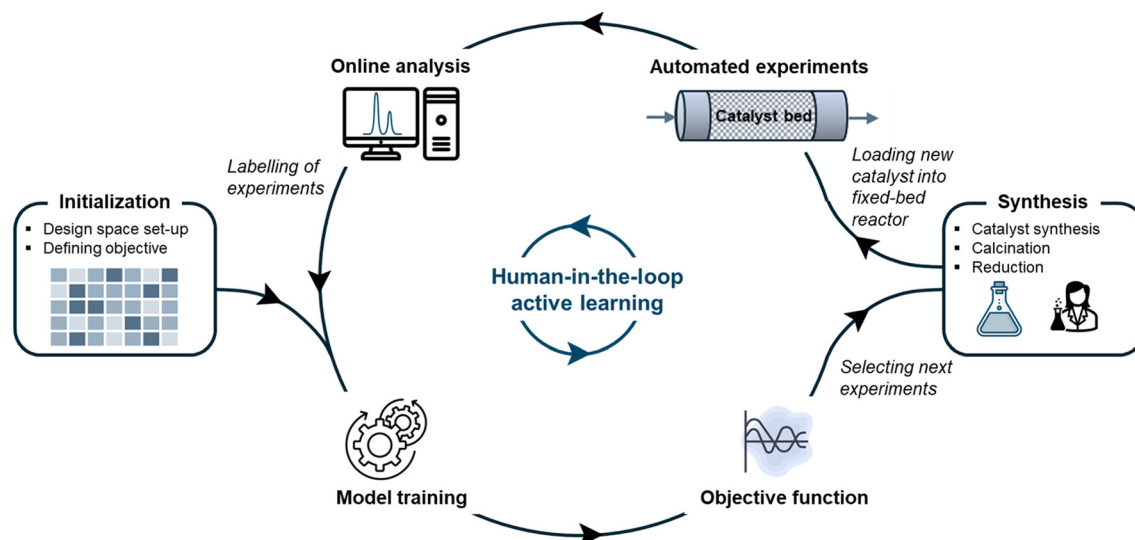 Online analysis
Automated experiments
Catalyst bed
Labelling of
experiments
Loading new
catalyst into
fixed-bed
reactor
Initialization
▪ Design space set-up
▪ Defining objective
Synthesis
▪ Catalyst synthesis
▪ Calcination
▪ Reduction
Human-in-the-loop
active learning
Selecting next
experiments
Model training
Objective function